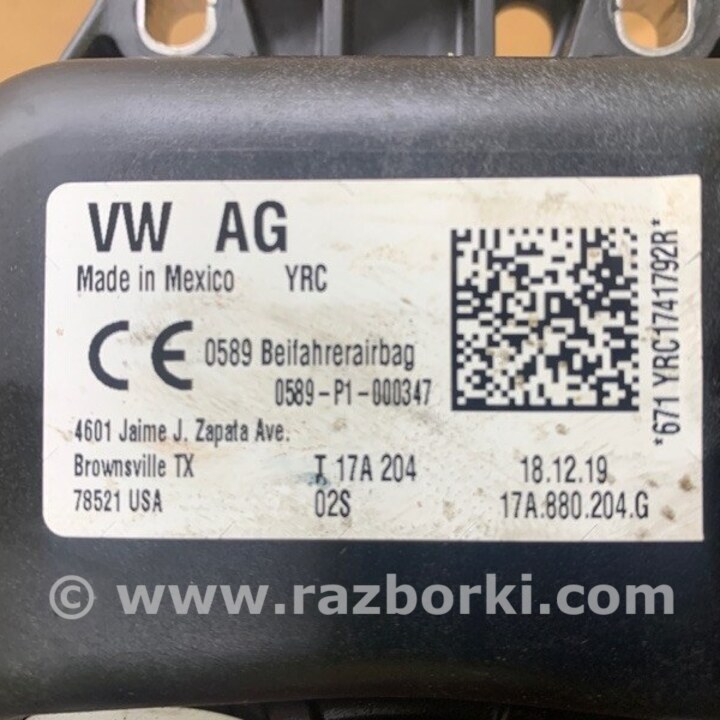 VW AG
Made in Mexico YRC
CE 0589 Beifahrerairbag
0589-P1-000347
4601 Jaime J. Zapata Ave.
Brownsville TX T 17A 204 18.12.19
78521 USA 02S 17A.880.204.G
*671 YRC1741792R*
© www.razborki.com